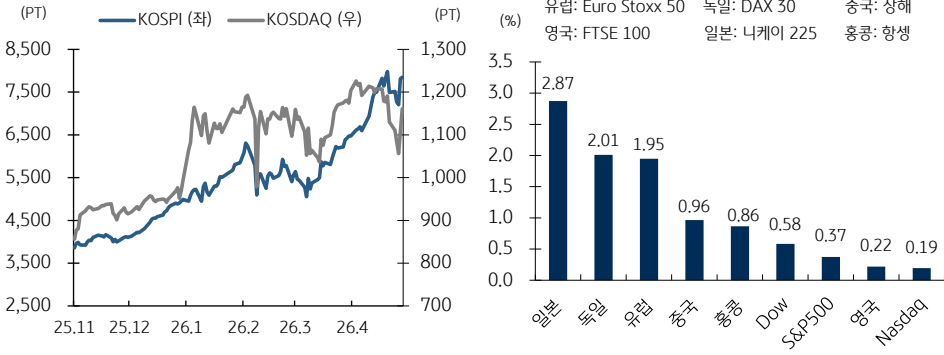 (PT)
KOSPI (좌)
KOSDAQ (우)
(PT)
8,500
7,500
6,500
5,500
4,500
3,500
2,500
1,300
1,200
1,100
1,000
900
800
700
25.11 25.12 26.1 26.2 26.3 26.4
(%)
유럽: Euro Stoxx 50 독일: DAX 30 중국: 상해
영국: FTSE 100 일본: 니케이 225 홍콩: 항셍
3.5
3.0
2.5
2.0
1.5
1.0
0.5
0.0
2.87 2.01 1.95 0.96 0.86 0.58 0.37 0.22 0.19
일본 독일 유럽 중국 홍콩 Dow S&P500 영국 Nasdaq